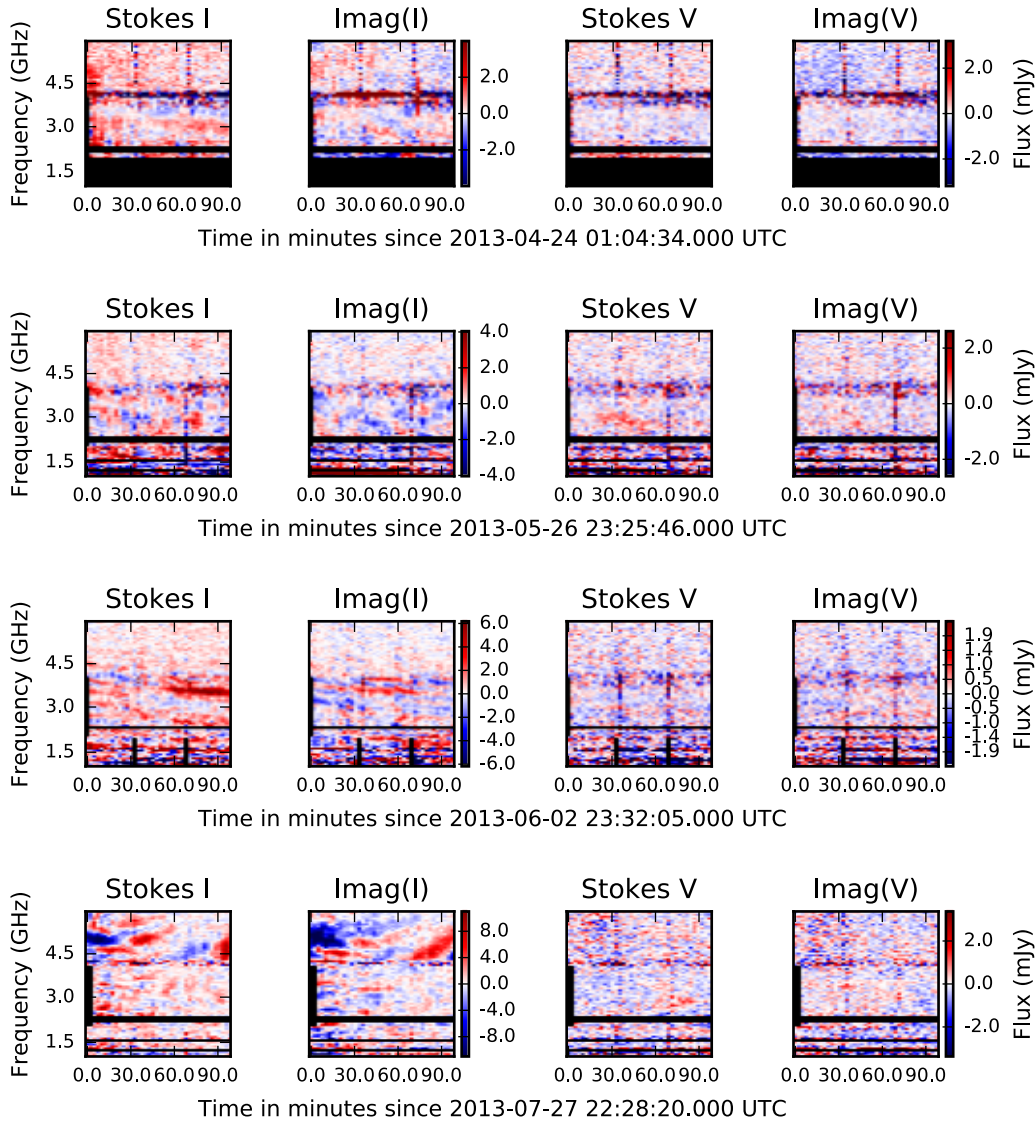 Stokes I Imag(I) Stokes V Imag(V)
Frequency (GHz)
4.5
3.0
1.5
0.0 30.0 60.0 90.0 0.0 30.0 60.0 90.0 0.0 30.0 60.0 90.0 0.0 30.0 60.0 90.0
2.0
0.0
-2.0
2.0
0.0
-2.0
Flux (mJy)
Time in minutes since 2013-04-24 01:04:34.000 UTC
Stokes I Imag(I) Stokes V Imag(V)
Frequency (GHz)
4.5
3.0
1.5
0.0 30.0 60.0 90.0 0.0 30.0 60.0 90.0 0.0 30.0 60.0 90.0 0.0 30.0 60.0 90.0
4.0
2.0
0.0
-2.0
-4.0
2.0
0.0
-2.0
Flux (mJy)
Time in minutes since 2013-05-26 23:25:46.000 UTC
Stokes I Imag(I) Stokes V Imag(V)
Frequency (GHz)
4.5
3.0
1.5
0.0 30.0 60.0 90.0 0.0 30.0 60.0 90.0 0.0 30.0 60.0 90.0 0.0 30.0 60.0 90.0
6.0
4.0
2.0
0.0
-2.0
-4.0
-6.0
1.9
1.4
1.0
0.5
-0.0
-0.5
-1.0
-1.4
-1.9
Flux (mJy)
Time in minutes since 2013-06-02 23:32:05.000 UTC
Stokes I Imag(I) Stokes V Imag(V)
Frequency (GHz)
4.5
3.0
1.5
0.0 30.0 60.0 90.0 0.0 30.0 60.0 90.0 0.0 30.0 60.0 90.0 0.0 30.0 60.0 90.0
8.0
4.0
0.0
-4.0
-8.0
2.0
0.0
-2.0
Flux (mJy)
Time in minutes since 2013-07-27 22:28:20.000 UTC